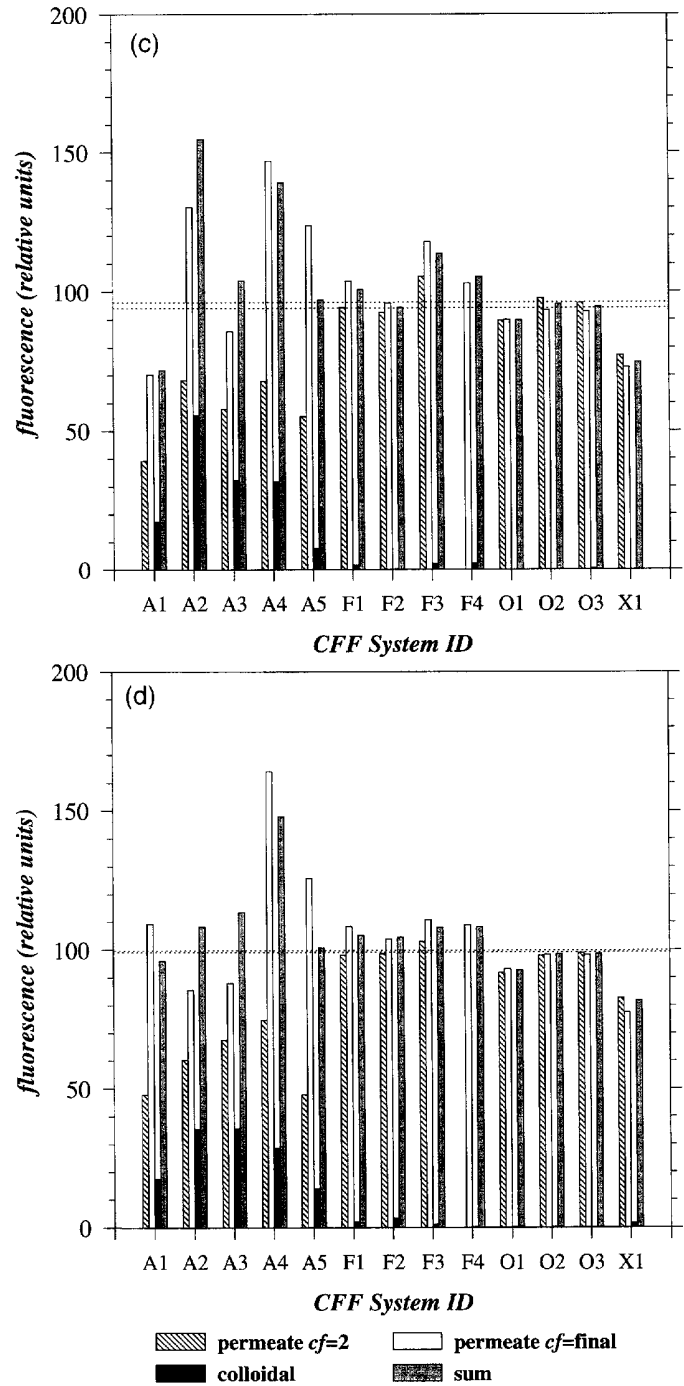 (c)
200
150
100
50
0
fluorescence (relative units)
A1 A2 A3 A4 A5 F1 F2 F3 F4 O1 O2 O3 X1
CFF System ID
(d)
200
150
100
50
0
fluorescence (relative units)
A1 A2 A3 A4 A5 F1 F2 F3 F4 O1 O2 O3 X1
CFF System ID
permeate cf=2 permeate cf=final
colloidal sum